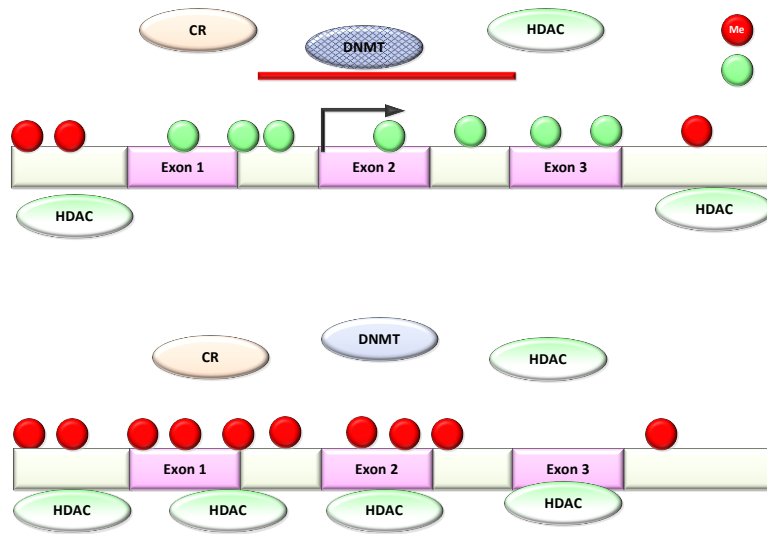 CR
DNMT
HDAC
Me
Exon 1
Exon 2
Exon 3
HDAC
HDAC
CR
DNMT
HDAC
Exon 1
Exon 2
Exon 3
HDAC
HDAC
HDAC
HDAC